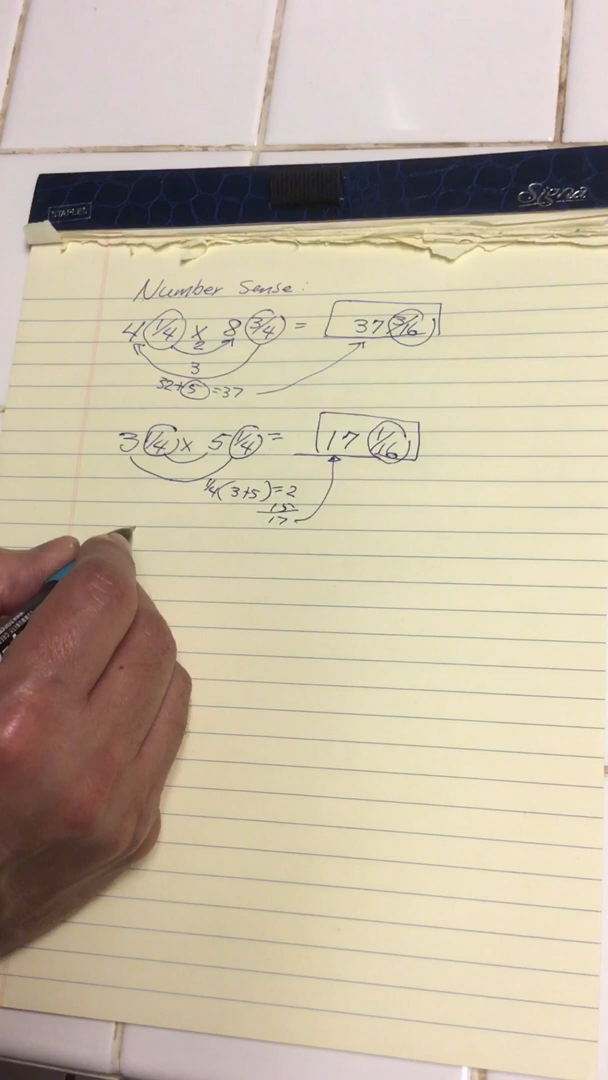 STAPLES
Signa
Number Sense:
4 1/4 x 8 3/4 = 37 3/16
2
3
32+5=37
3 1/4 x 5 1/4 = 17 1/16
1/4(3+5)=2
15
17